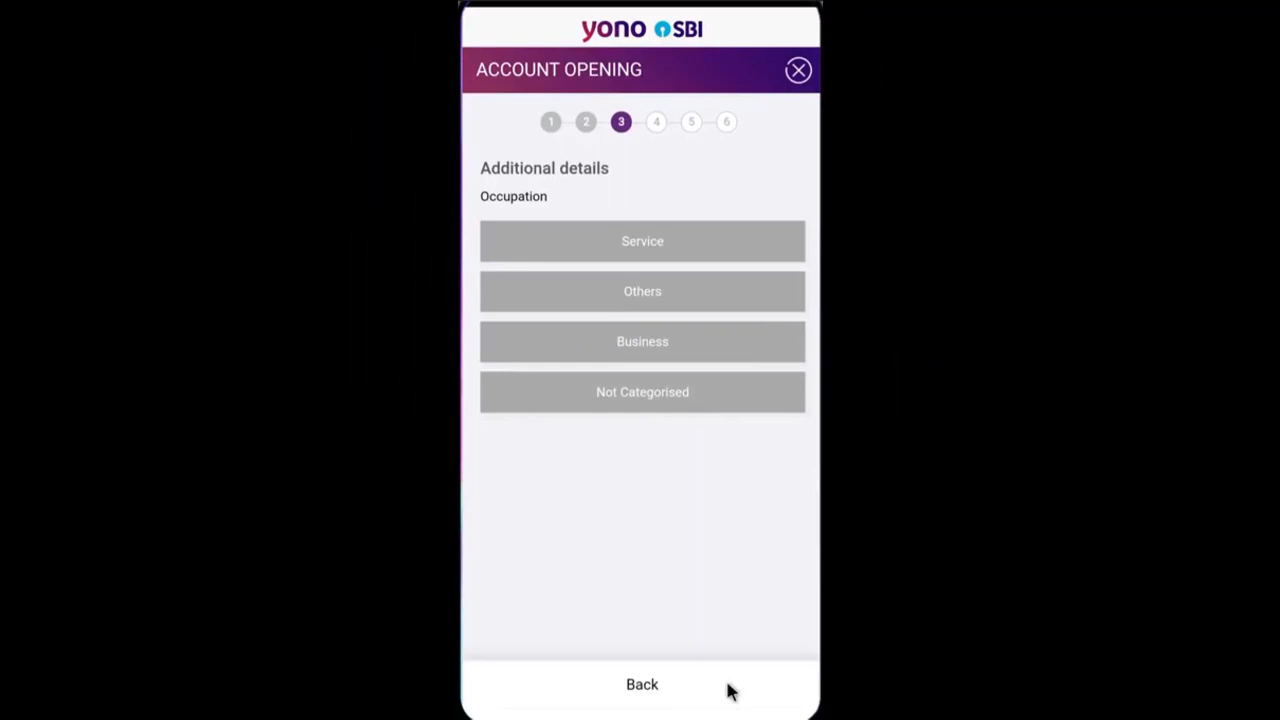 yono SBI
ACCOUNT OPENING
1 2 3 4 5 6
Additional details
Occupation
Service
Others
Business
Not Categorised
Back